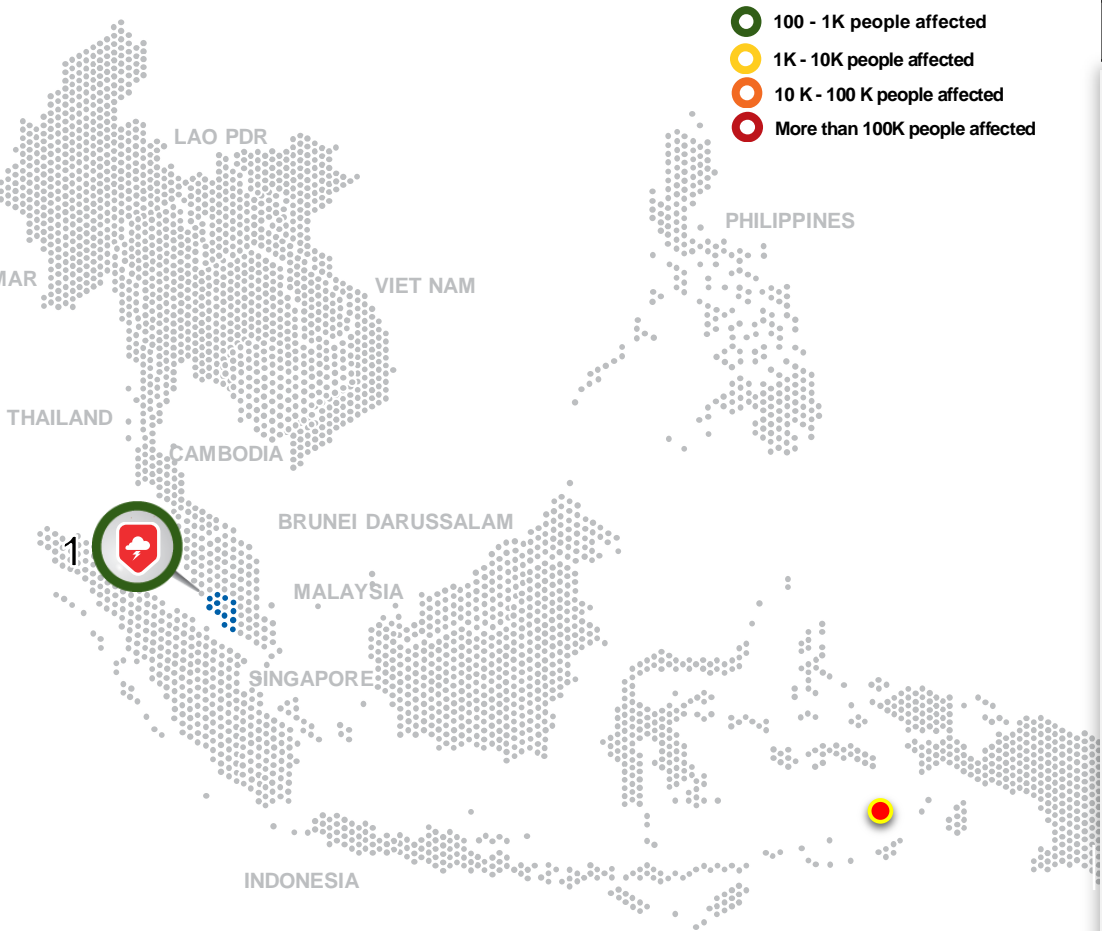 100 - 1K people affected
1K - 10K people affected
10 K - 100 K people affected
More than 100K people affected
LAO PDR
PHILIPPINES
MAR
VIET NAM
THAILAND
CAMBODIA
BRUNEI DARUSSALAM
1
MALAYSIA
SINGAPORE
INDONESIA